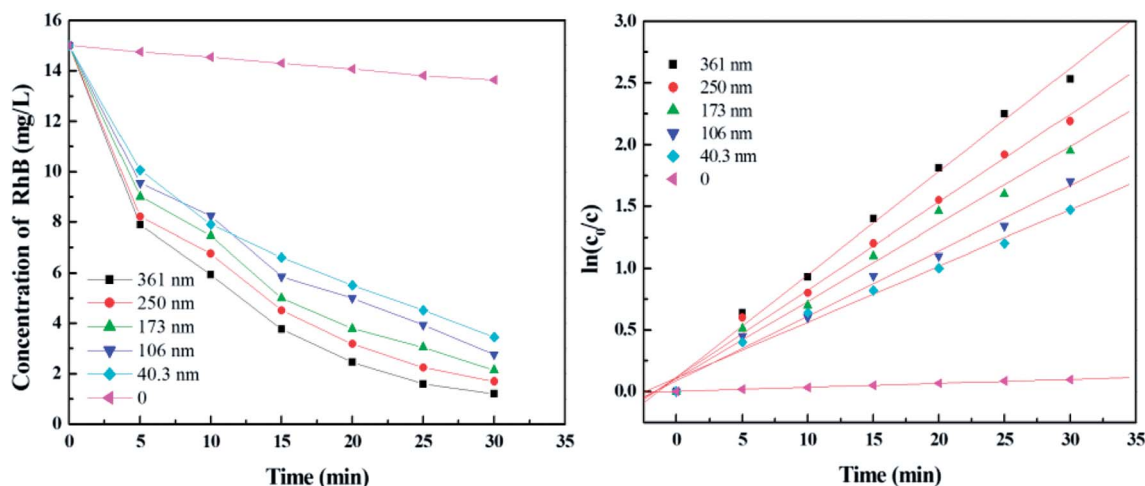 16
14
12
10
8
6
4
2
0
Concentration of RhB (mg/L)
361 nm
250 nm
173 nm
106 nm
40.3 nm
0
0 5 10 15 20 25 30 35
Time (min)
3.0
2.5
2.0
1.5
1.0
0.5
0.0
ln(c₀/c)
361 nm
250 nm
173 nm
106 nm
40.3 nm
0
0 5 10 15 20 25 30 35
Time (min)